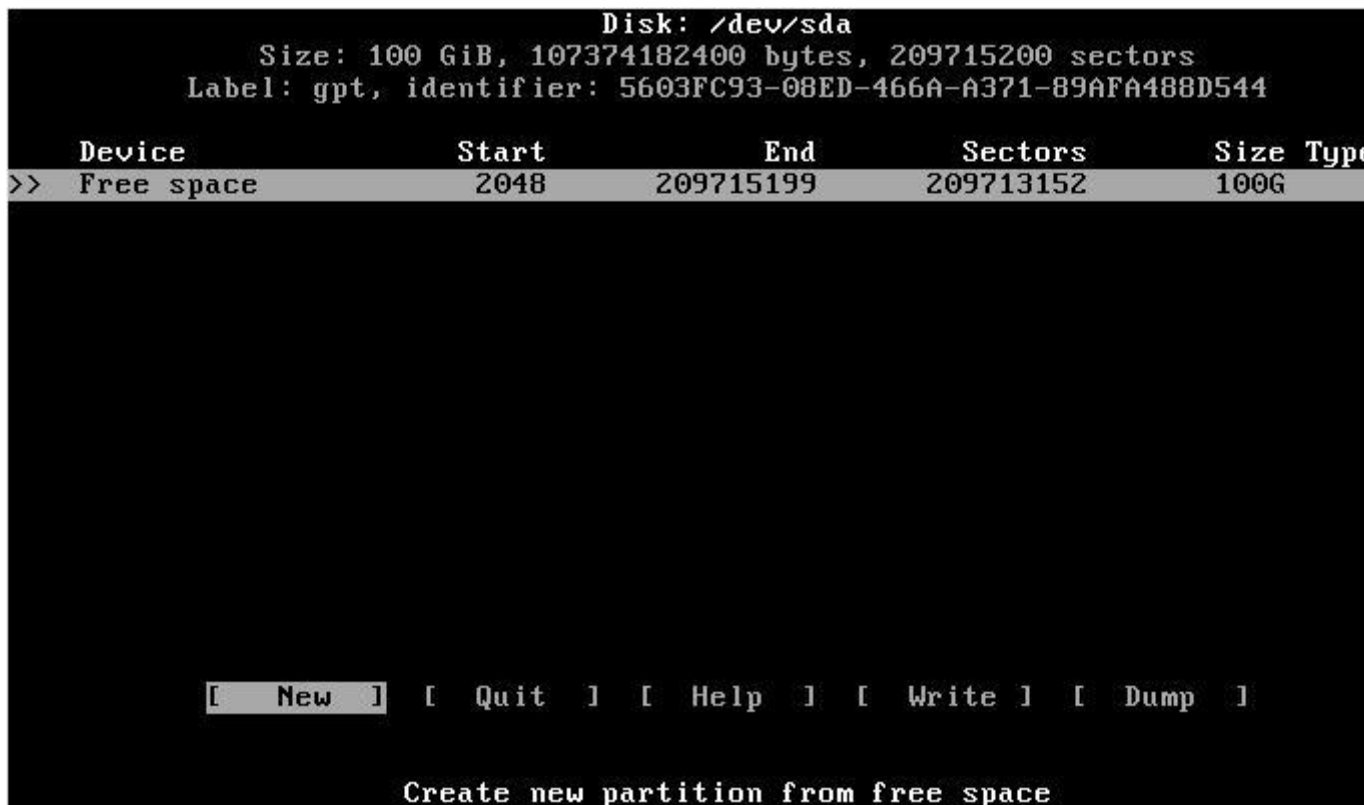 Disk: /dev/sda
Size: 100 GiB, 107374182400 bytes, 209715200 sectors
Label: gpt, identifier: 5603FC93-08ED-466A-A371-89AFA488D544
Device Start End Sectors Size Type
>> Free space 2048 209715199 209713152 100G
[ New ] [ Quit ] [ Help ] [ Write ] [ Dump ]
Create new partition from free space